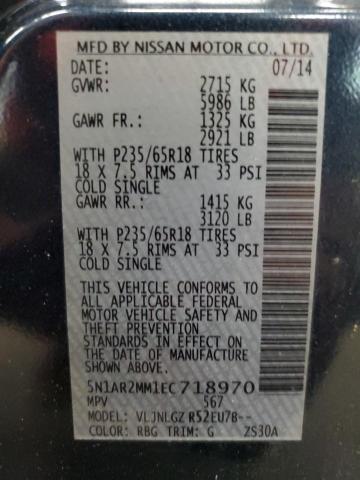 MFD BY NISSAN MOTOR CO., LTD.
DATE: 07/14
GVWR: 2715 KG
5986 LB
GAWR FR.: 1325 KG
2921 LB
WITH P235/65R18 TIRES
18 X 7.5 RIMS AT 33 PSI
COLD SINGLE
GAWR RR.: 1415 KG
3120 LB
WITH P235/65R18 TIRES
18 X 7.5 RIMS AT 33 PSI
COLD SINGLE
THIS VEHICLE CONFORMS TO
ALL APPLICABLE FEDERAL
MOTOR VEHICLE SAFETY AND
THEFT PREVENTION
STANDARDS IN EFFECT ON
THE DATE OF MANUFACTURE
SHOWN ABOVE.
5N1AR2MM1EC718970
MPV 567
MODEL: VLJNLGZ R52EU7B--
COLOR: RBG TRIM: G ZS30A